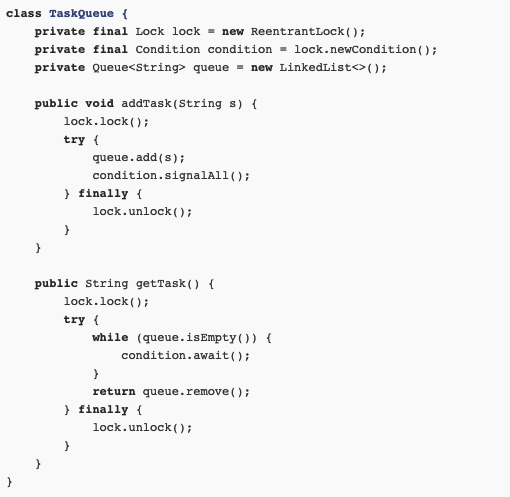 class TaskQueue {
    private final Lock lock = new ReentrantLock();
    private final Condition condition = lock.newCondition();
    private Queue<String> queue = new LinkedList<>();

    public void addTask(String s) {
        lock.lock();
        try {
            queue.add(s);
            condition.signalAll();
        } finally {
            lock.unlock();
        }
    }

    public String getTask() {
        lock.lock();
        try {
            while (queue.isEmpty()) {
                condition.await();
            }
            return queue.remove();
        } finally {
            lock.unlock();
        }
    }
}